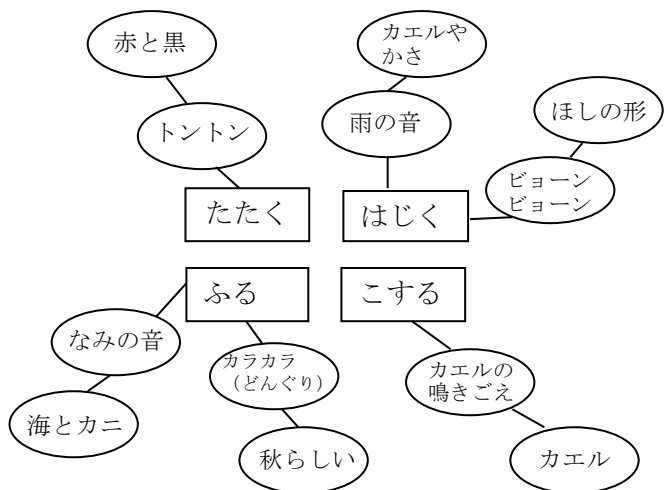 赤と黒
カエルや
かさ
トントン
雨の音
ほしの形
ビョーン
ビョーン
たたく
はじく
ふる
こする
なみの音
カラカラ
(どんぐり)
カエルの
鳴きごえ
海とカニ
秋らしい
カエル